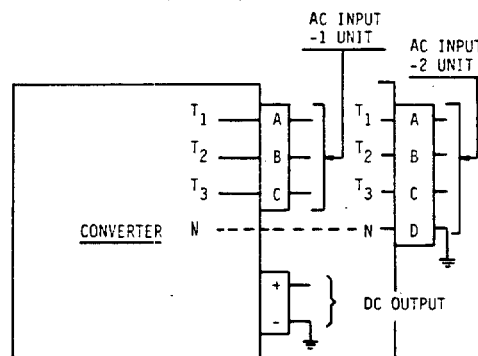 AC INPUT
-1 UNIT
AC INPUT
-2 UNIT
T1 A T1 A
T2 B T2 B
T3 C T3 C
CONVERTER N N D
+
DC OUTPUT
-